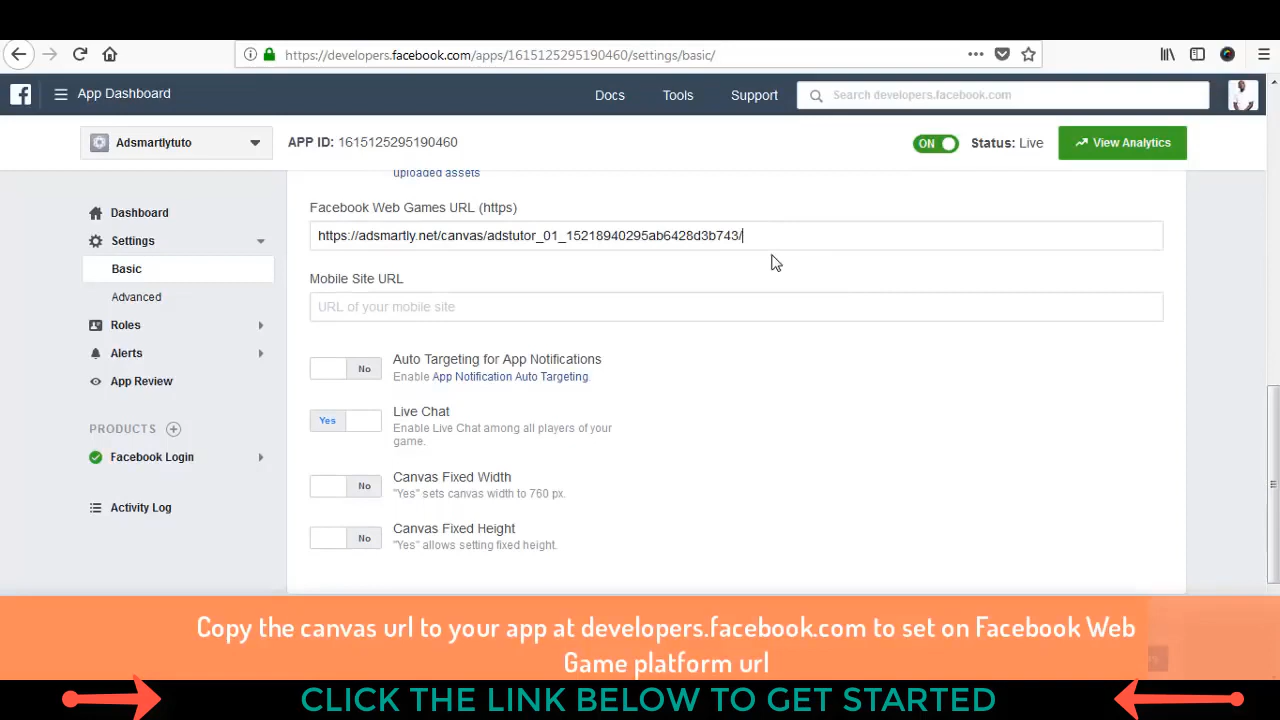 https://developers.facebook.com/apps/1615125295190460/settings/basic/
App Dashboard
Docs
Tools
Support
Search developers.facebook.com
Adsmartlytuto
APP ID: 1615125295190460
ON
Status: Live
View Analytics
uploaded assets
Dashboard
Settings
Basic
Advanced
Roles
Alerts
App Review
PRODUCTS
Facebook Login
Activity Log
Facebook Web Games URL (https)
https://adsmartly.net/canvas/adstutor_01_15218940295ab6428d3b743/
Mobile Site URL
URL of your mobile site
No
Auto Targeting for App Notifications
Enable App Notification Auto Targeting.
Yes
Live Chat
Enable Live Chat among all players of your
game.
No
Canvas Fixed Width
"Yes" sets canvas width to 760 px.
No
Canvas Fixed Height
"Yes" allows setting fixed height.
Copy the canvas url to your app at developers.facebook.com to set on Facebook Web
Game platform url
CLICK THE LINK BELOW TO GET STARTED